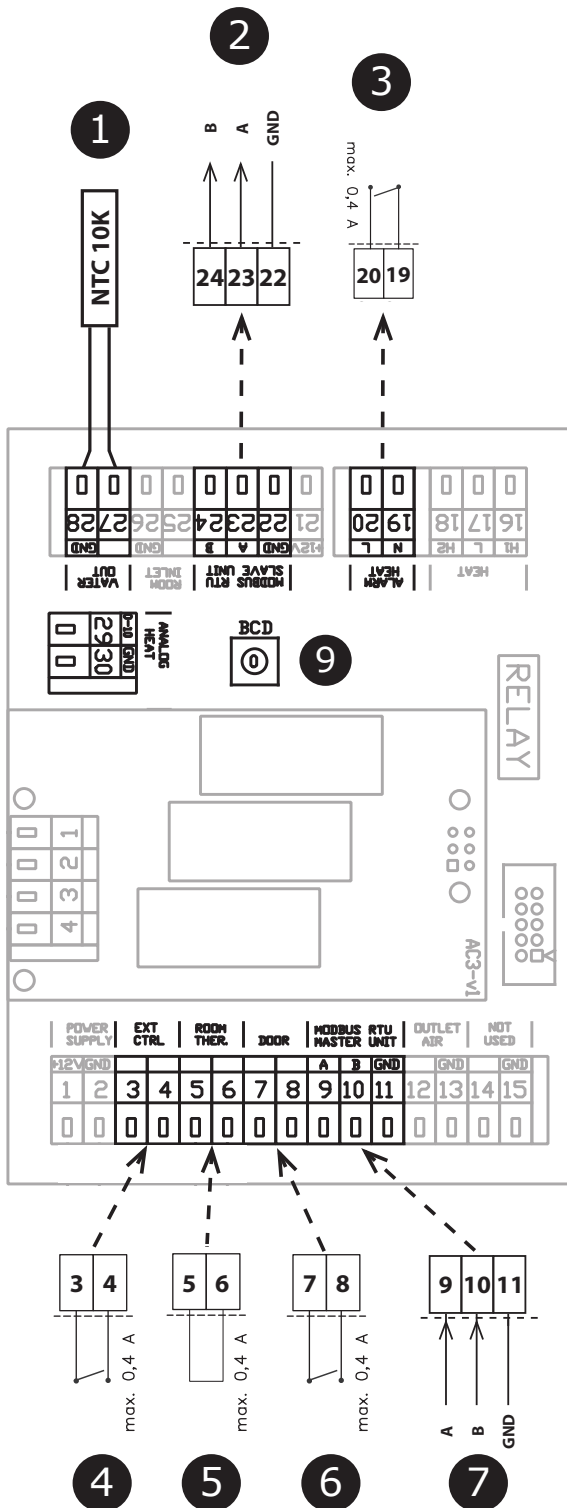 2
3
1
B
A
GND
max. 0,4 A
NTC 10K
24 23 22
20 19
28 27 26 25 24 23 22 21
20 19 18 17 16
GND
GND
B
A
GND
+12V
L
N
H2
L
H1
WATER
OUT
ROOM
INLET
MODBUS RTU
SLAVE UNIT
ALARM
HEAT
HEAT
29 30
0-10
GND
ANALOG
HEAT
BCD
0
9
RELAY
1
2
3
4
AC3-v1
POWER
SUPPLY
EXT
CTRL
ROOM
THER.
DOOR
MODBUS RTU
MASTER UNIT
OUTLET
AIR
NOT
USED
+12V GND A B GND GND GND
1 2 3 4 5 6 7 8 9 10 11 12 13 14 15
3 4
5 6
7 8
9 10 11
max. 0,4 A
max. 0,4 A
max. 0,4 A
A
B
GND
4
5
6
7